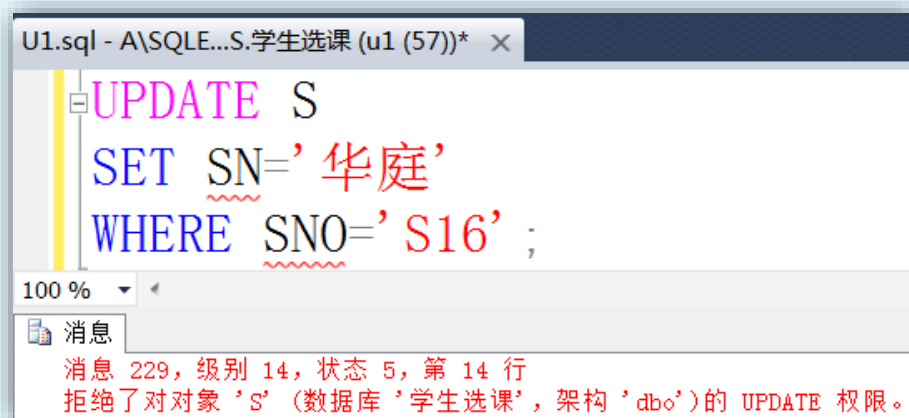 U1.sql - A\SQLE...S.学生选课 (u1 (57))*
UPDATE S
SET SN='华庭'
WHERE SNO='S16';
100 %
消息
消息 229，级别 14，状态 5，第 14 行
拒绝了对对象 'S' (数据库 '学生选课'，架构 'dbo')的 UPDATE 权限。